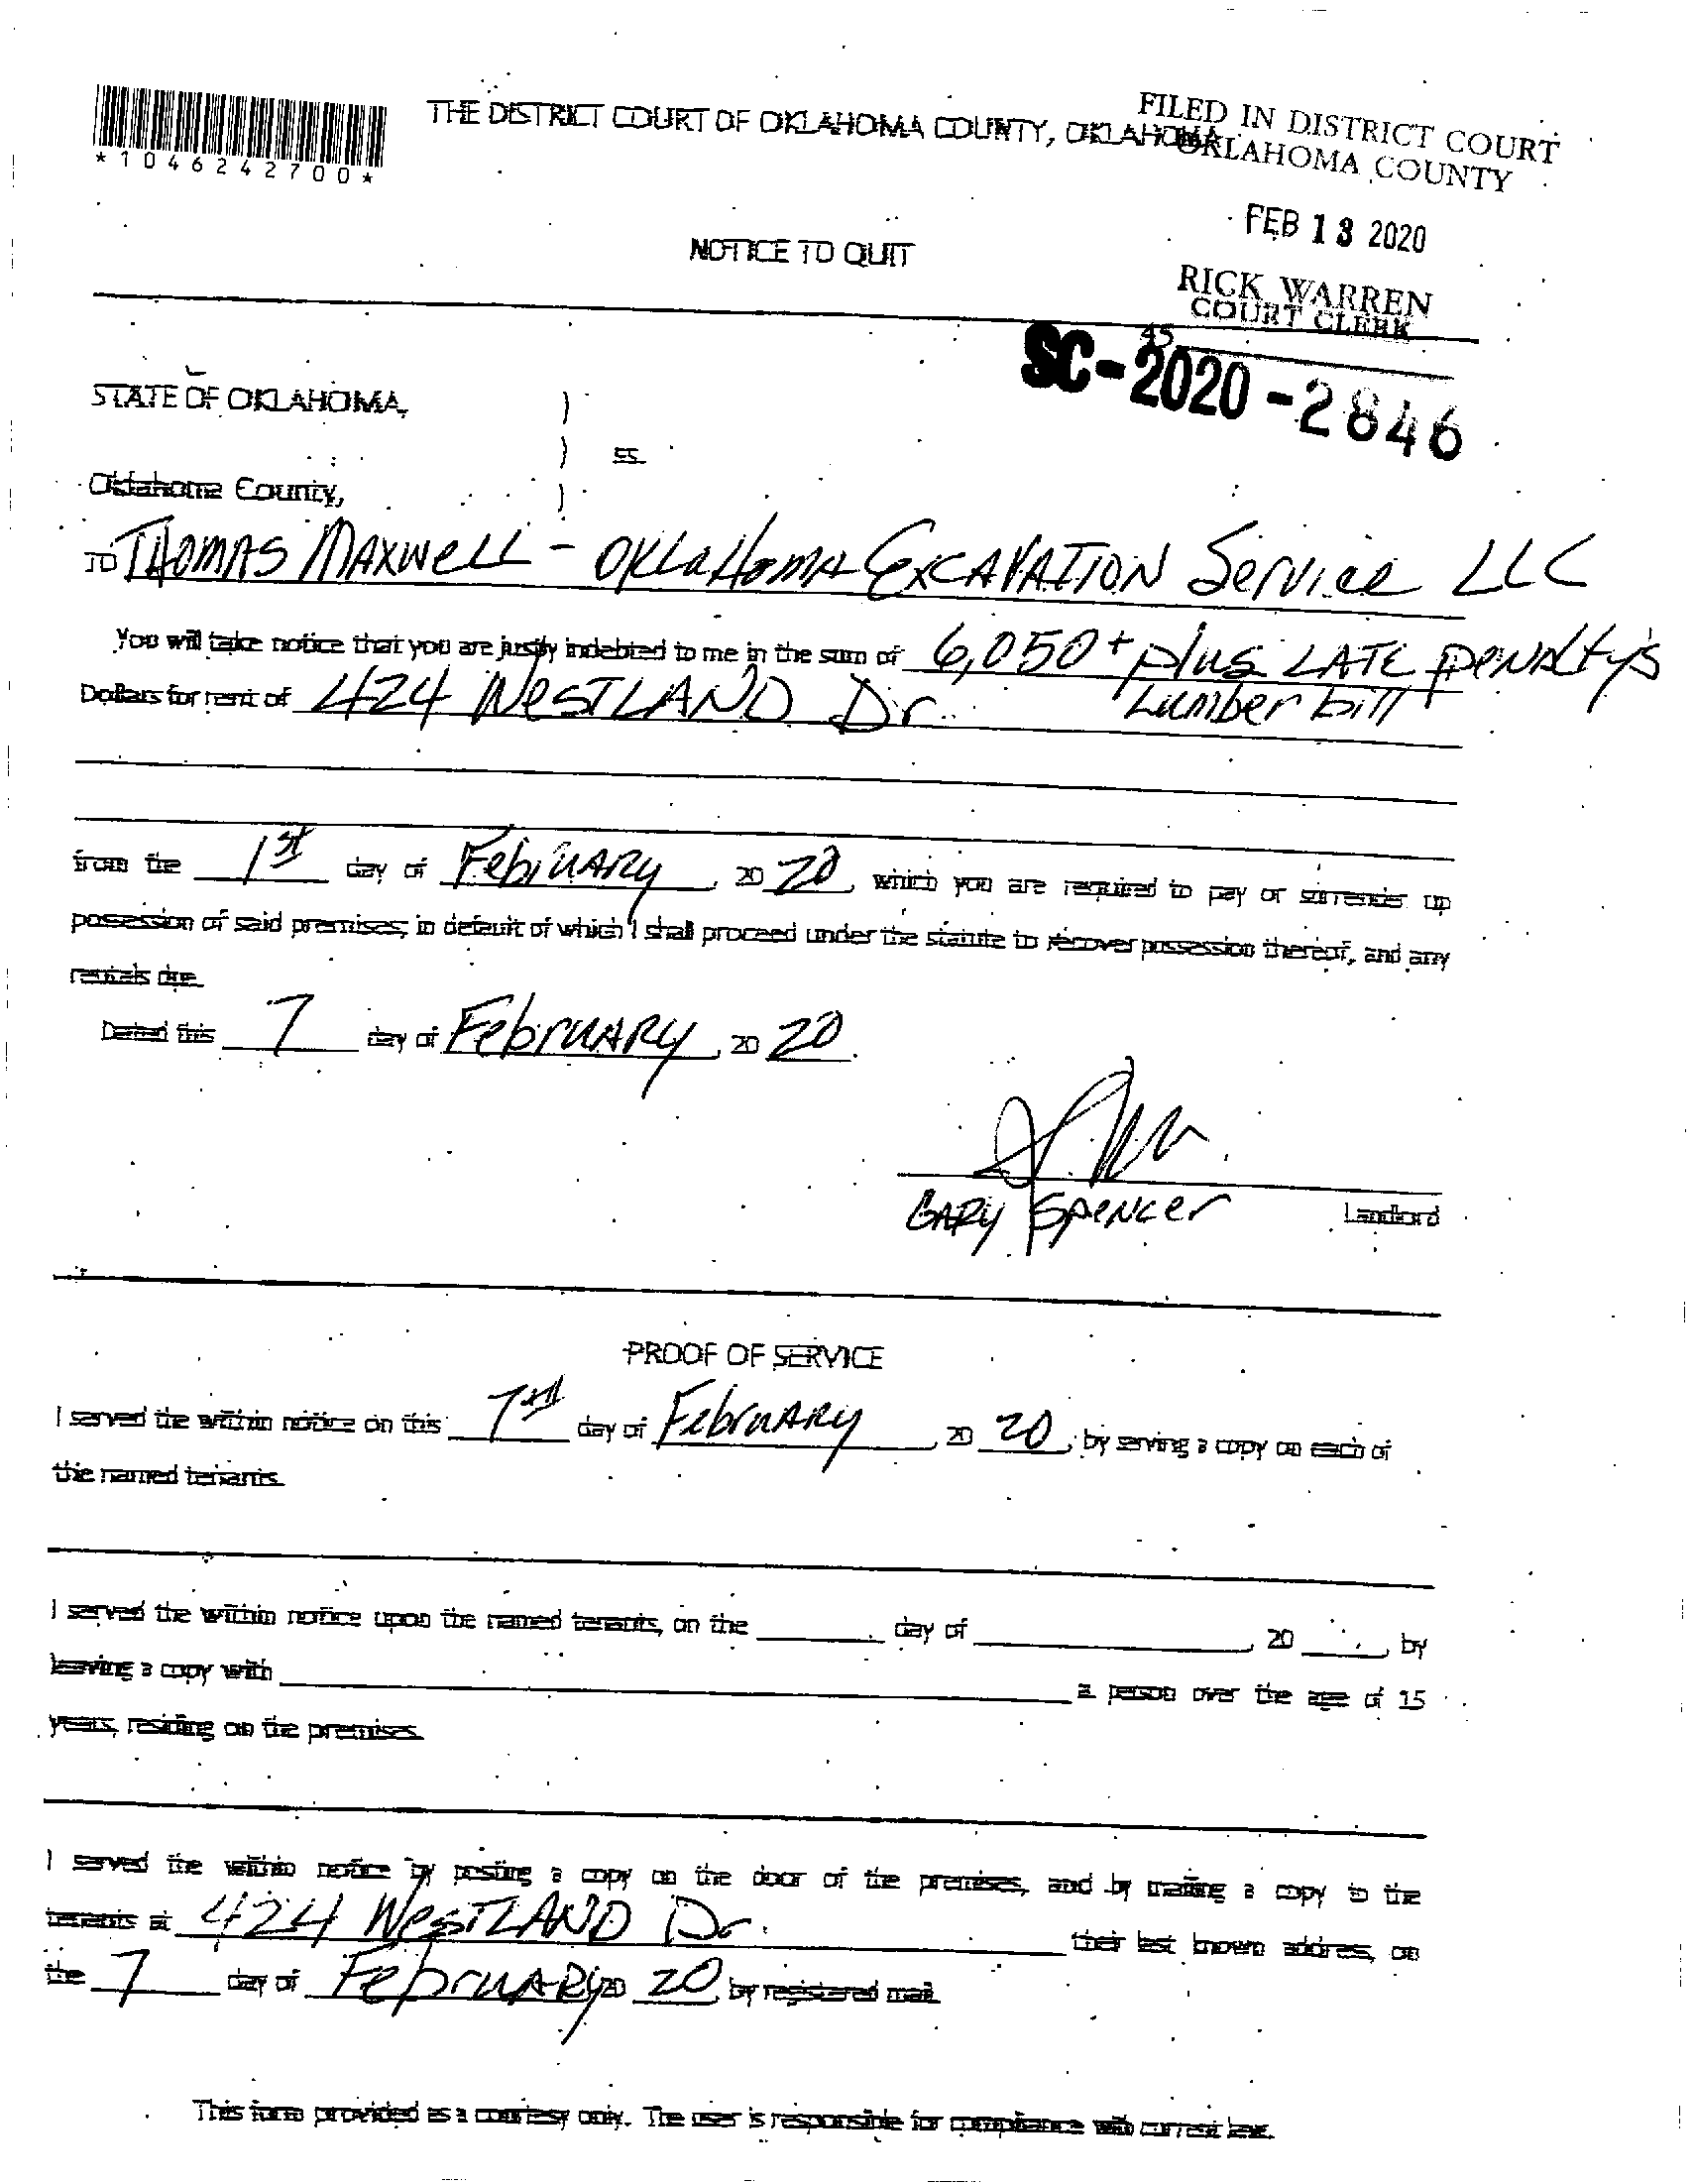 THE DISTRICT COURT OF OKLAHOMA COUNTY, OKLAHOMA
FILED IN DISTRICT COURT
OKLAHOMA COUNTY
*1046242700*
FEB 13 2020
NOTICE TO QUIT
RICK WARREN
COURT CLERK
45
SC-2020-2846
STATE OF OKLAHOMA, )
) ss.
Oklahoma County, )
TO THOMAS MAXWELL - OKLAHOMA EXCAVATION Service LLC
You will take notice that you are justly indebted to me in the sum of 6,050 + plus LATE PENALTY'S
Dollars for rent of 424 WESTLAND Dr. Lumber bill
from the 1st day of February, 20 20, which you are required to pay or surrender up
possession of said premises; in default of which I shall proceed under the statute to recover possession thereof, and any
rentals due.
Dated this 7 day of February, 20 20.
GARY SPENCER Landlord
PROOF OF SERVICE
I served the within notice on this 7 day of February, 20 20, by serving a copy on each of
the named tenants.
I served the within notice upon the named tenants, on the ______ day of ______, 20 ____, by
leaving a copy with ______ a person over the age of 15
years, residing on the premises.
I served the within notice by posting a copy on the door of the premises, and by mailing a copy to the
tenants at 424 WESTLAND Dr. their last known addres, on
the 7 day of February 20 20, by registered mail.
This form provided as a courtesy only. The user is responsible for compliance with current law.